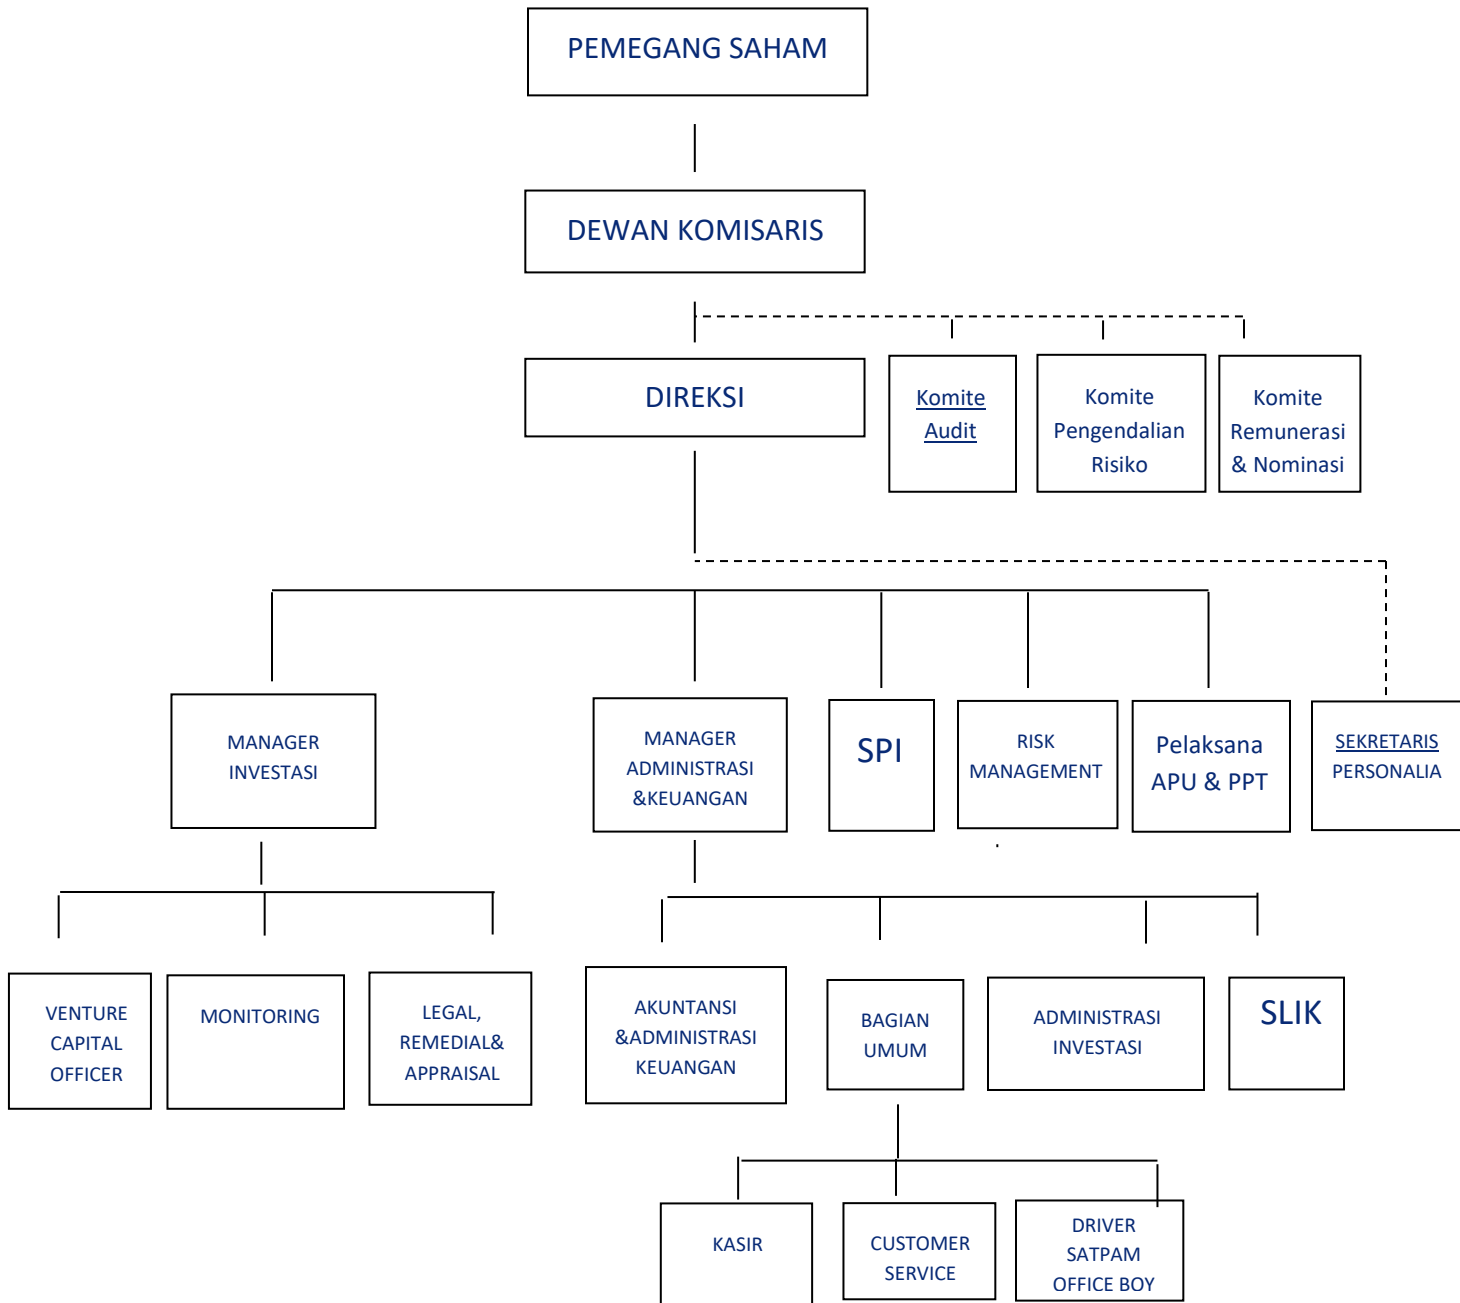 PEMEGANG SAHAM
DEWAN KOMISARIS
DIREKSI
Komite
Audit
Komite
Pengendalian
Risiko
Komite
Remunerasi
& Nominasi
MANAGER
INVESTASI
MANAGER
ADMINISTRASI
&KEUANGAN
SPI
RISK
MANAGEMENT
Pelaksana
APU & PPT
SEKRETARIS
PERSONALIA
.
VENTURE
CAPITAL
OFFICER
MONITORING
LEGAL,
REMEDIAL&
APPRAISAL
AKUNTANSI
&ADMINISTRASI
KEUANGAN
BAGIAN
UMUM
ADMINISTRASI
INVESTASI
SLIK
KASIR
CUSTOMER
SERVICE
DRIVER
SATPAM
OFFICE BOY